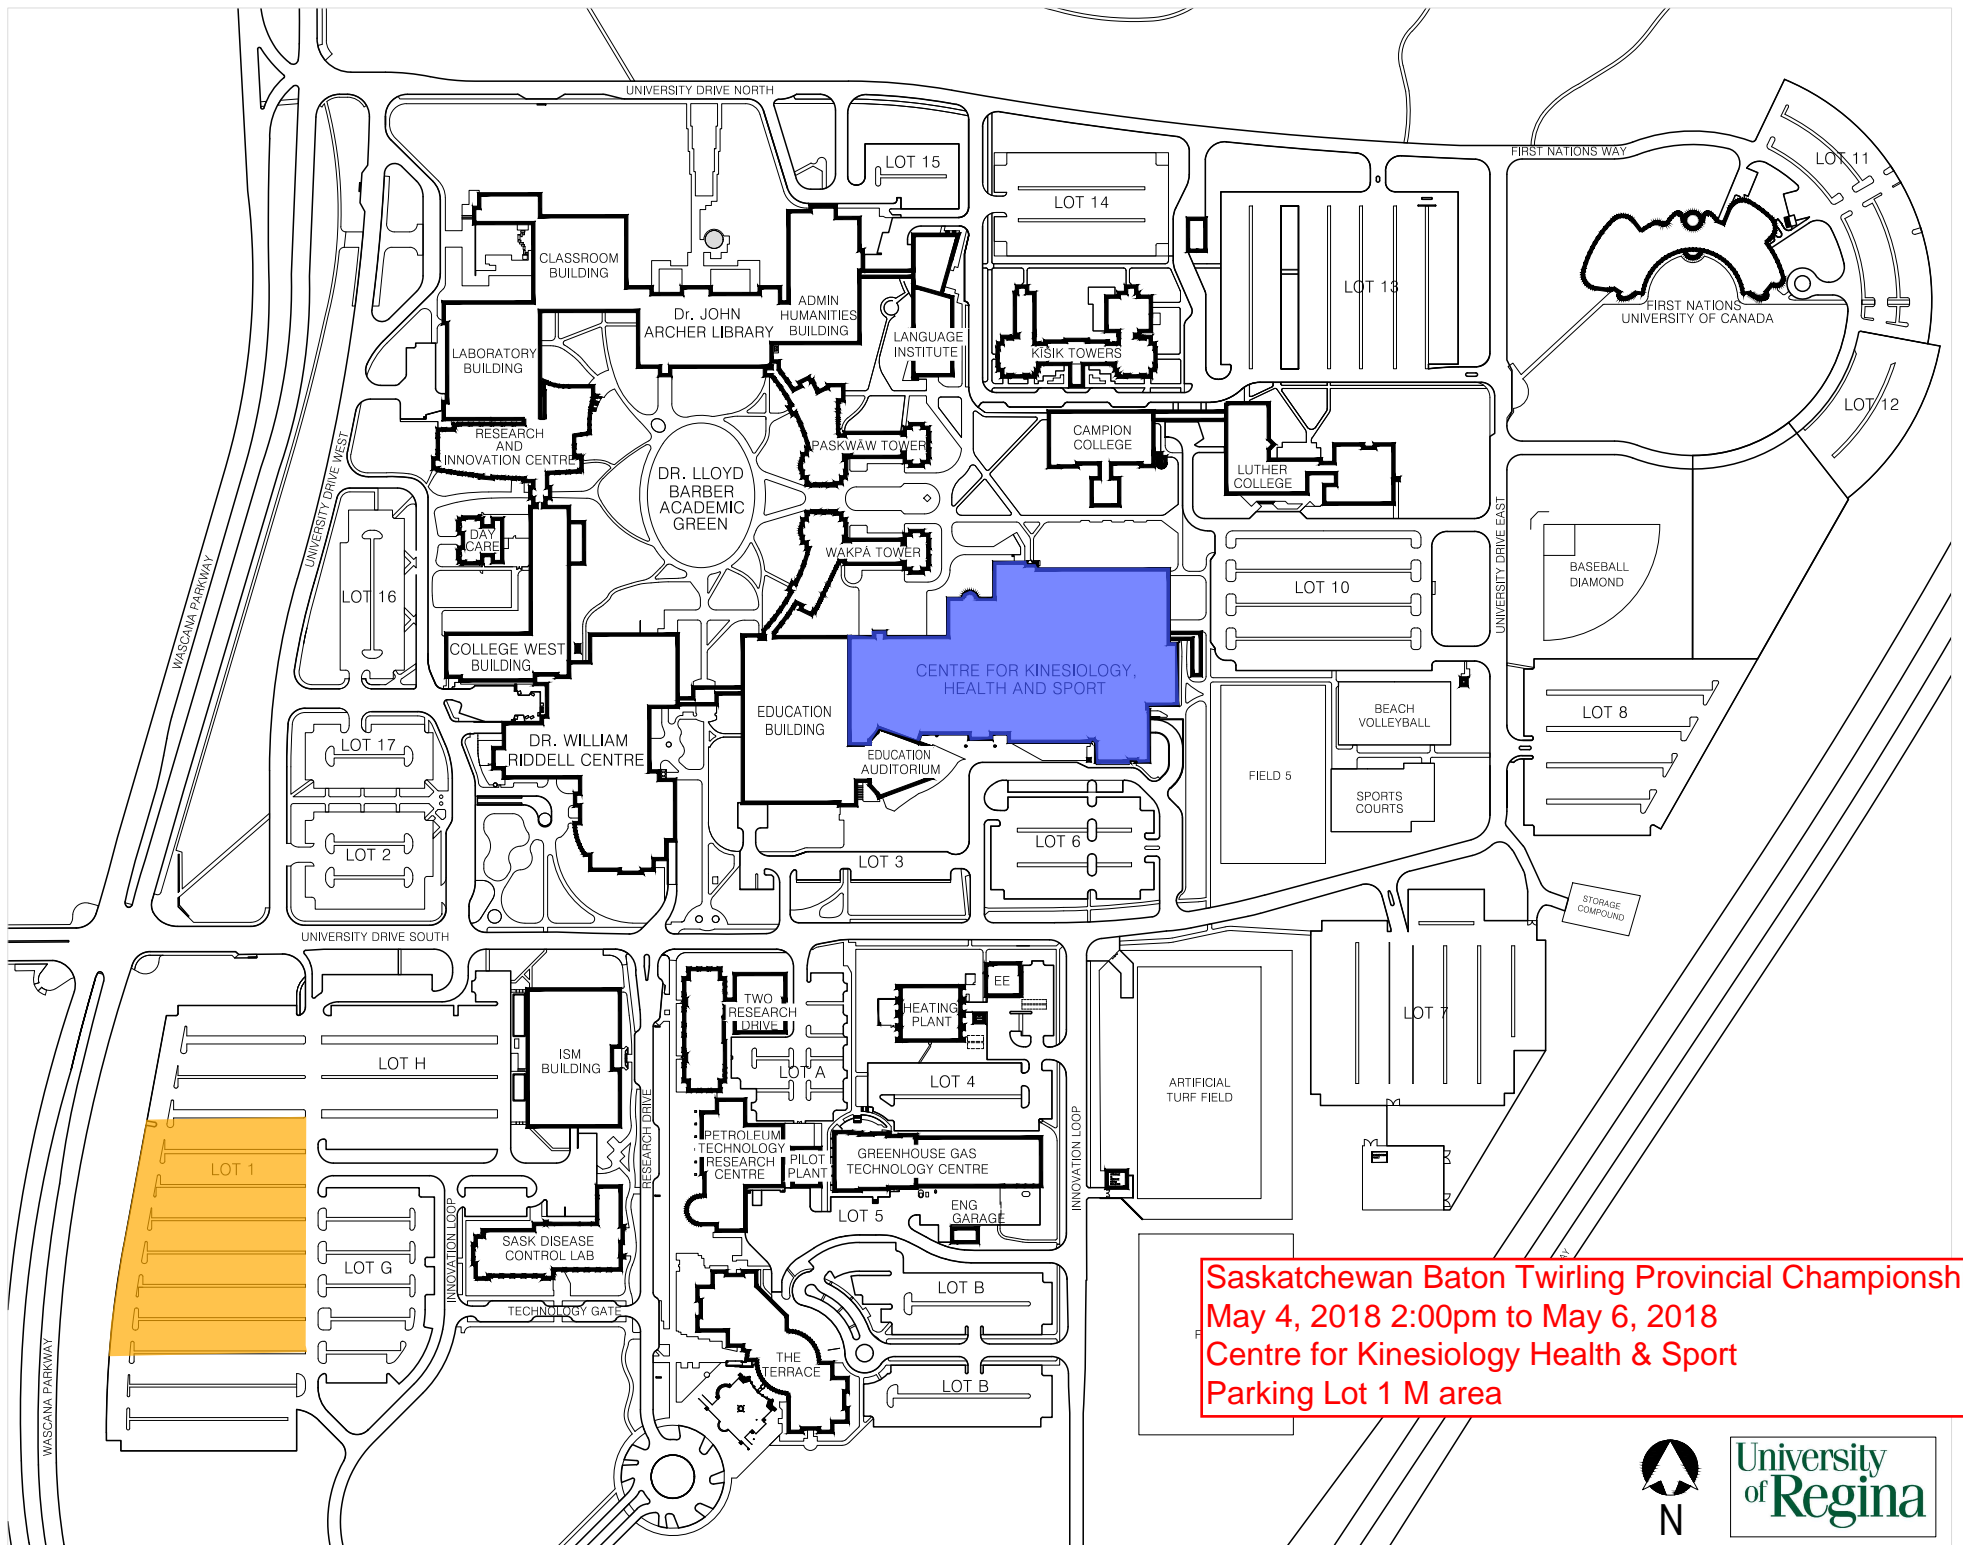 UNIVERSITY DRIVE NORTH
FIRST NATIONS WAY
LOT 15
LOT 11
LOT 14
CLASSROOM
BUILDING
LOT 13
ADMIN
HUMANITIES
BUILDING
Dr. JOHN
ARCHER LIBRARY
FIRST NATIONS
UNIVERSITY OF CANADA
LANGUAGE
INSTITUTE
KĪSIK TOWERS
LABORATORY
BUILDING
LOT 12
RESEARCH
AND
INNOVATION CENTRE
PASKWĀW TOWER
CAMPION
COLLEGE
LUTHER
COLLEGE
DR. LLOYD
BARBER
ACADEMIC
GREEN
UNIVERSITY DRIVE WEST
UNIVERSITY DRIVE EAST
DAY
CARE
WAKPĀ TOWER
WASCANA PARKWAY
BASEBALL
DIAMOND
LOT 16
LOT 10
COLLEGE WEST
BUILDING
CENTRE FOR KINESIOLOGY,
HEALTH AND SPORT
EDUCATION
BUILDING
BEACH
VOLLEYBALL
LOT 8
LOT 17
DR. WILLIAM
RIDDELL CENTRE
EDUCATION
AUDITORIUM
FIELD 5
SPORTS
COURTS
LOT 2
LOT 3
LOT 6
STORAGE
COMPOUND
UNIVERSITY DRIVE SOUTH
TWO
RESEARCH
DRIVE
EE
HEATING
PLANT
LOT 7
LOT H
ISM
BUILDING
LOT A
LOT 4
ARTIFICIAL
TURF FIELD
RESEARCH DRIVE
INNOVATION LOOP
PETROLEUM
TECHNOLOGY
RESEARCH
CENTRE
PILOT
PLANT
GREENHOUSE GAS
TECHNOLOGY CENTRE
LOT 1
LOT 5
ENG
GARAGE
INNOVATION LOOP
SASK DISEASE
CONTROL LAB
LOT G
LOT B
TECHNOLOGY GATE
THE
TERRACE
LOT B
WASCANA PARKWAY
Saskatchewan Baton Twirling Provincial Championsh
May 4, 2018 2:00pm to May 6, 2018
Centre for Kinesiology Health & Sport
Parking Lot 1 M area
N
University
of Regina